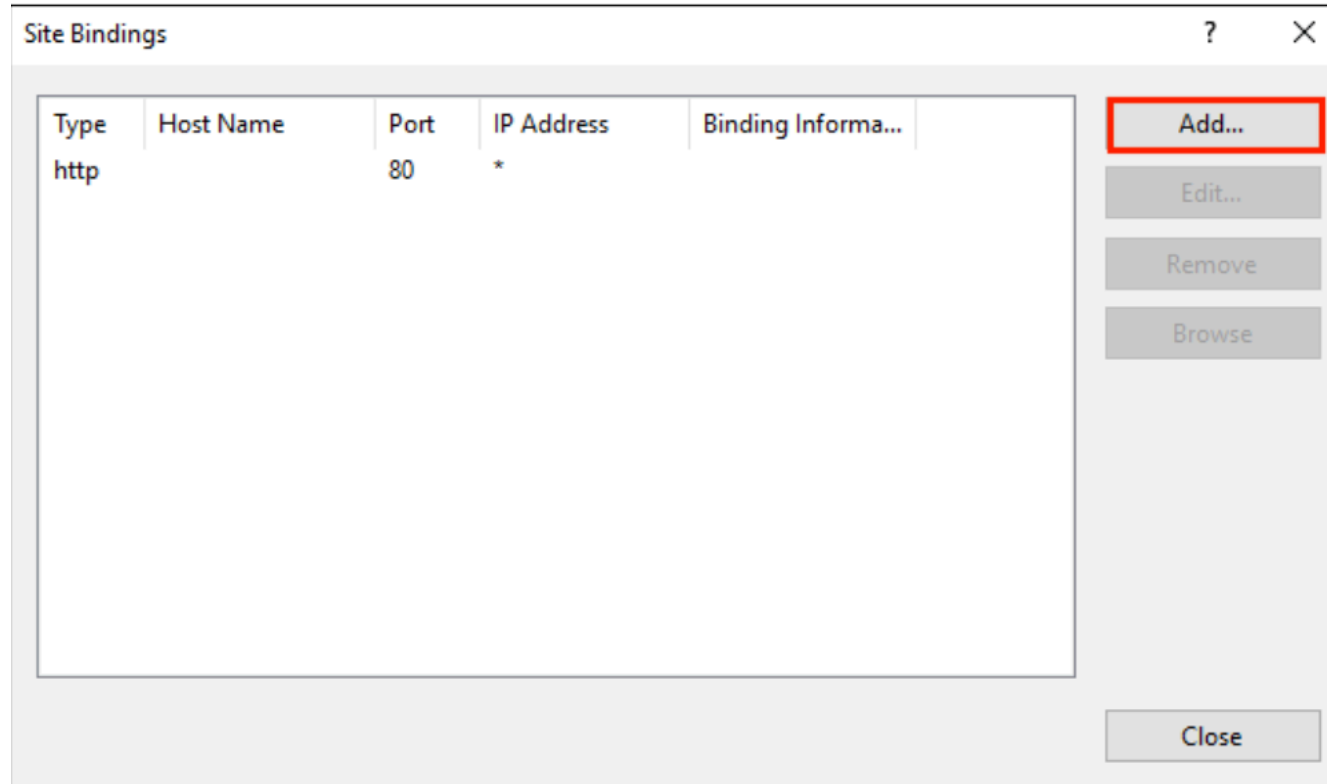 Site Bindings ? ×
Type Host Name Port IP Address Binding Informa...
http 80 *
Add...
Edit...
Remove
Browse
Close